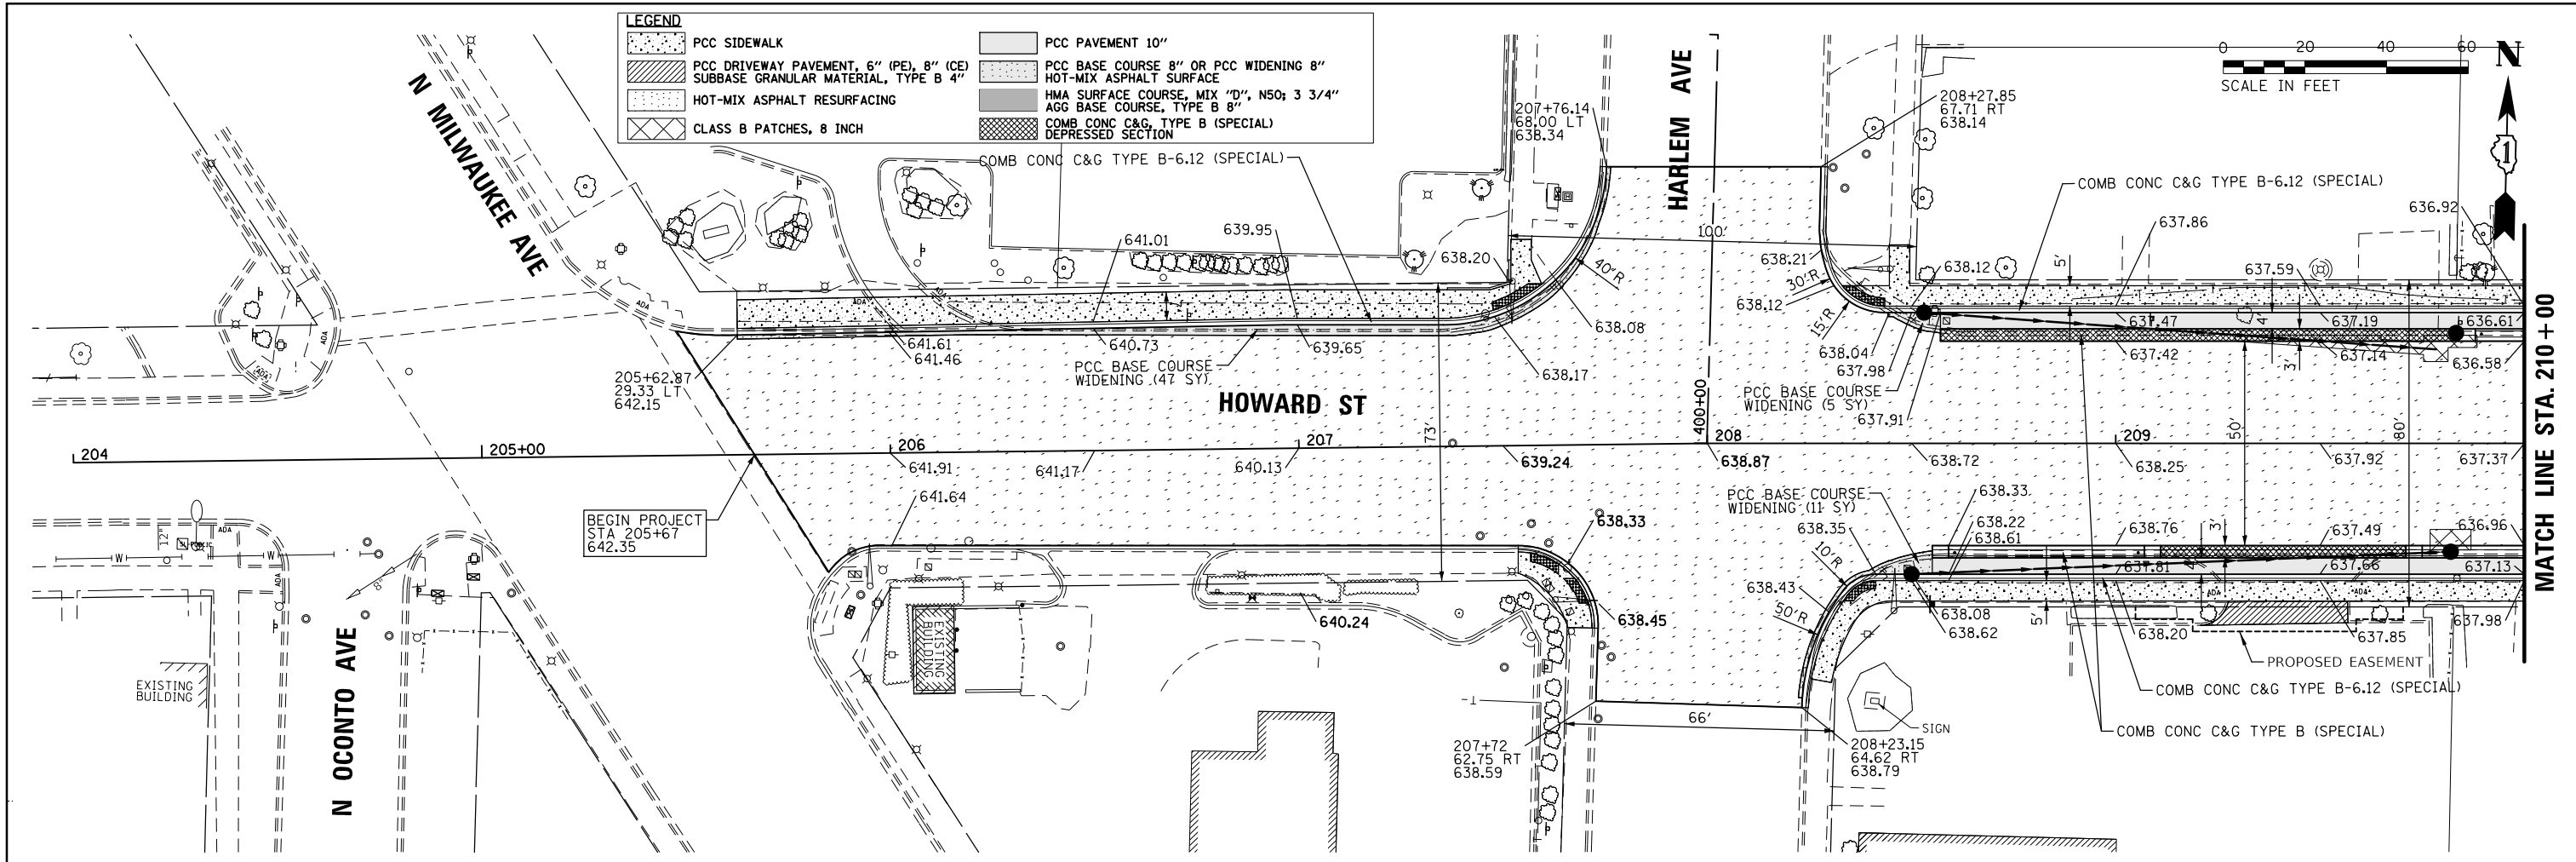 LEGEND
PCC SIDEWALK
PCC DRIVEWAY PAVEMENT, 6" (PE), 8" (CE)
SUBBASE GRANULAR MATERIAL, TYPE B 4"
HOT-MIX ASPHALT RESURFACING
CLASS B PATCHES, 8 INCH
PCC PAVEMENT 10"
PCC BASE COURSE 8" OR PCC WIDENING 8"
HOT-MIX ASPHALT SURFACE
HMA SURFACE COURSE, MIX "D", N50; 3 3/4"
AGG BASE COURSE, TYPE B 8"
COMB CONC C&G, TYPE B (SPECIAL)
DEPRESSED SECTION
0 20 40 60
SCALE IN FEET
N
1
N MILWAUKEE AVE
HARLEM AVE
COMB CONC C&G TYPE B-6.12 (SPECIAL)
207+76.14
68.00 LT
638.34
208+27.85
67.71 RT
638.14
COMB CONC C&G TYPE B-6.12 (SPECIAL)
636.92
637.86
641.01
639.95
638.20
100'
40'R
638.21
30'R
638.12
638.12
15'R
5'
637.59
4'
638.08
638.04
637.98
637.47
637.19
636.61
637.42
637.14
3'
636.58
641.61
641.46
640.73
639.65
PCC BASE COURSE
WIDENING (47 SY)
638.17
PCC BASE COURSE
WIDENING (5 SY)
637.91
205+62.87
29.33 LT
642.15
HOWARD ST
400+00
73'
50'
80'
MATCH LINE STA. 210+00
204
205+00
206
207
208
209
641.91
641.17
640.13
639.24
638.87
638.72
638.25
637.92
637.37
641.64
BEGIN PROJECT
STA 205+67
642.35
PCC BASE COURSE
WIDENING (11 SY)
638.33
638.33
638.35
638.22
638.61
638.76
3'
637.49
636.96
10'R
638.43
50'R
637.81
637.66
637.13
ADA
ADA
ADA
ADA
ADA
ADA
ADA
ADA
ADA
12"
W
W
640.24
638.45
638.08
638.62
5'
638.20
637.85
637.98
PROPOSED EASEMENT
COMB CONC C&G TYPE B-6.12 (SPECIAL)
COMB CONC C&G TYPE B (SPECIAL)
SIGN
66'
207+72
62.75 RT
638.59
208+23.15
64.62 RT
638.79
EXISTING
BUILDING
EXISTING
BUILDING
N OCONTO AVE